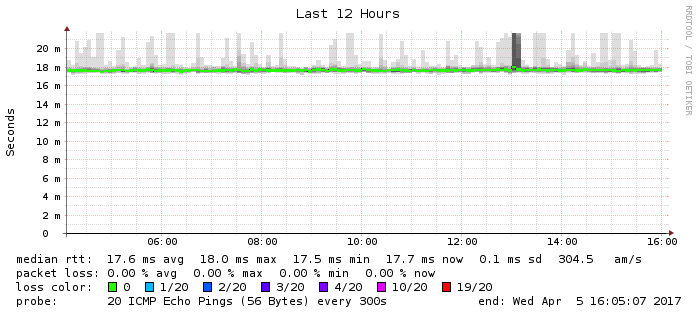 Last 12 Hours
RRDTOOL / TOBI OETIKER
Seconds
20 m
18 m
16 m
14 m
12 m
10 m
8 m
6 m
4 m
2 m
0
06:00 08:00 10:00 12:00 14:00 16:00
median rtt: 17.6 ms avg 18.0 ms max 17.5 ms min 17.7 ms now 0.1 ms sd 304.5 am/s
packet loss: 0.00 % avg 0.00 % max 0.00 % min 0.00 % now
loss color: 0 1/20 2/20 3/20 4/20 10/20 19/20
probe: 20 ICMP Echo Pings (56 Bytes) every 300s end: Wed Apr 5 16:05:07 2017